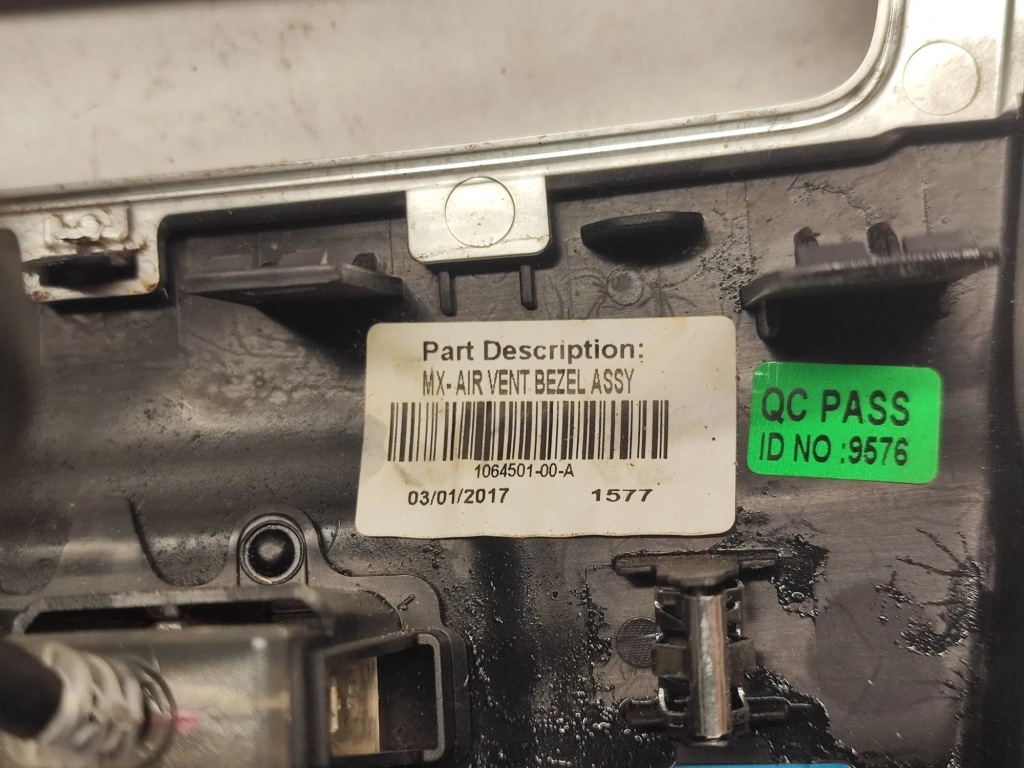 Part Description:
MX- AIR VENT BEZEL ASSY
1064501-00-A
03/01/2017 1577
QC PASS
ID NO :9576